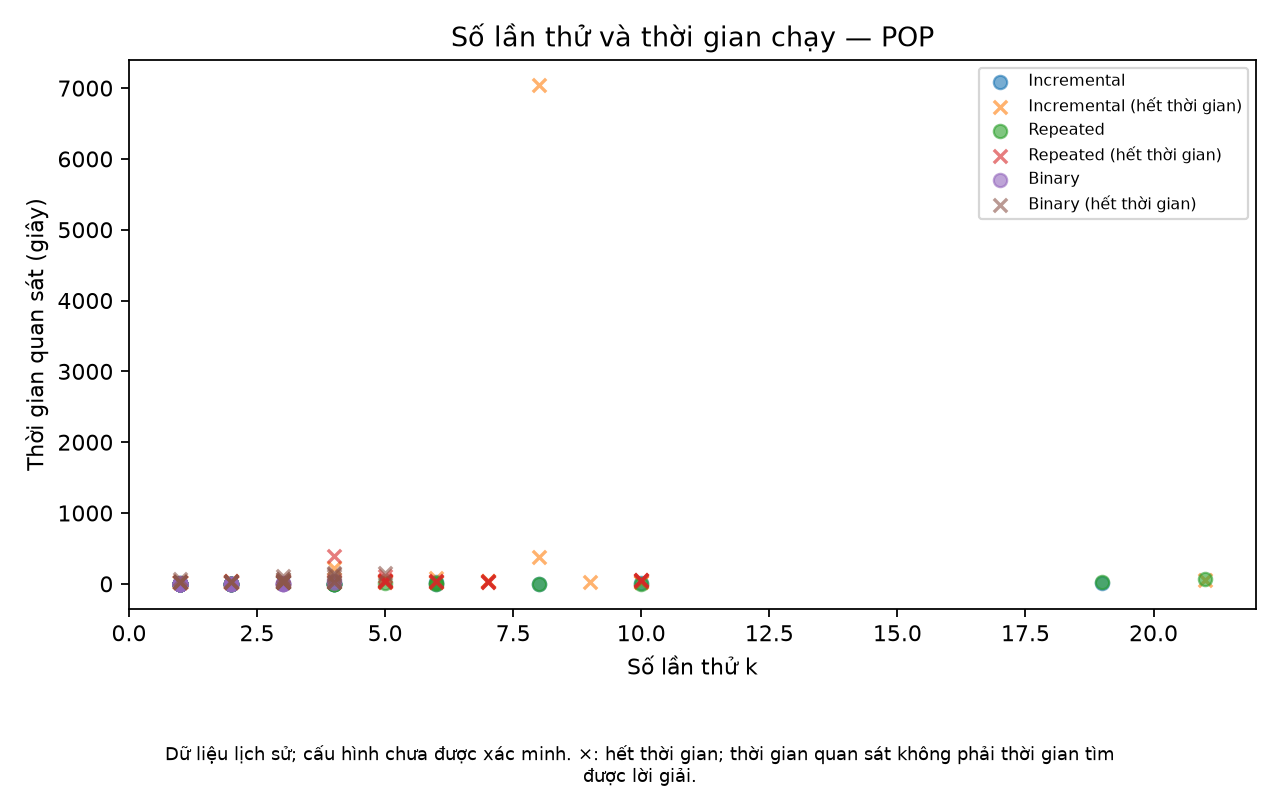 Số lần thử và thời gian chạy — POP
Thời gian quan sát (giây)
7000
6000
5000
4000
3000
2000
1000
0
Incremental
Incremental (hết thời gian)
Repeated
Repeated (hết thời gian)
Binary
Binary (hết thời gian)
0.0 2.5 5.0 7.5 10.0 12.5 15.0 17.5 20.0
Số lần thử k
Dữ liệu lịch sử; cấu hình chưa được xác minh. ×: hết thời gian; thời gian quan sát không phải thời gian tìm
được lời giải.